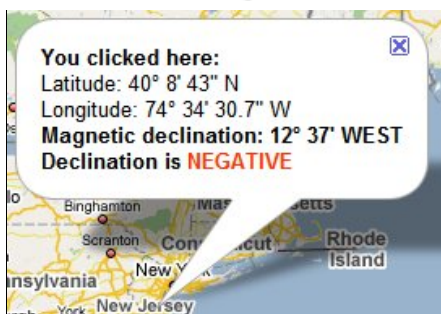 You clicked here:
Latitude: 40° 8' 43" N
Longitude: 74° 34' 30.7" W
Magnetic declination: 12° 37' WEST
Declination is NEGATIVE
Binghamton
Scranton
Rhode
Island
New
York
New Jersey